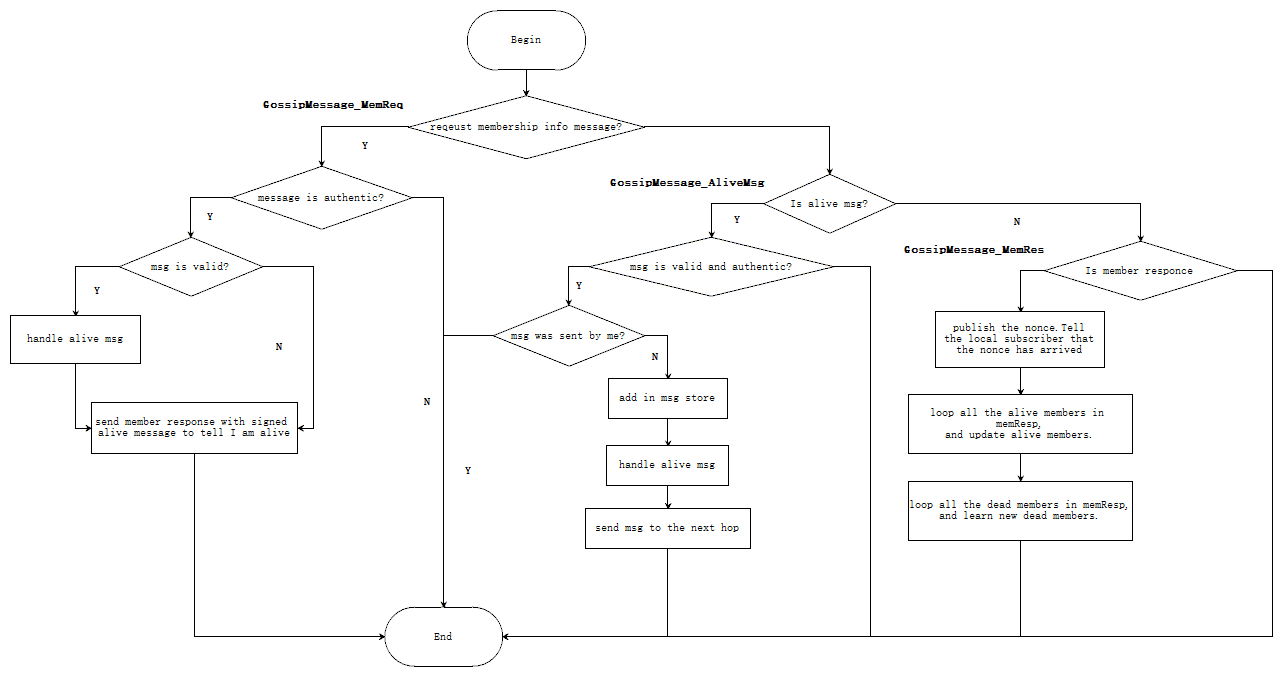 Begin
GossipMessage_MemReq
reqeust membership info message?
Y
GossipMessage_AliveMsg
message is authentic?
Is alive msg?
Y
Y
N
GossipMessage_MemRes
msg is valid?
msg is valid and authentic?
Is member responce
Y
Y
handle alive msg
N
msg was sent by me?
N
publish the nonce. Tell
the local subscriber that
the nonce has arrived
add in msg store
N
send member response with signed
alive message to tell I am alive
loop all the alive members in
memResp,
and update alive members.
Y
handle alive msg
loop all the dead members in memResp,
and learn new dead members.
send msg to the next hop
End